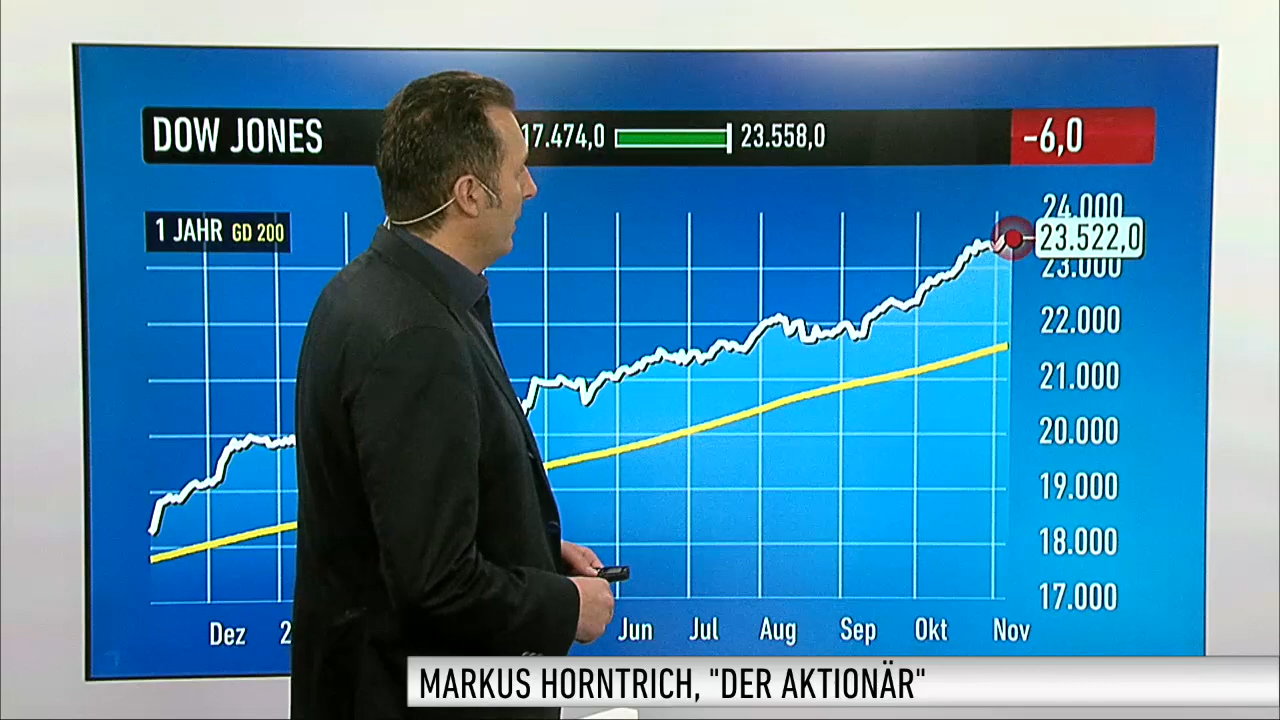 DOW JONES 17.474,0 23.558,0 -6,0
1 JAHR GD 200
24.000
23.522,0
23.000
22.000
21.000
20.000
19.000
18.000
17.000
Dez 2 Jun Jul Aug Sep Okt Nov
MARKUS HORNTRICH, "DER AKTIONÄR"